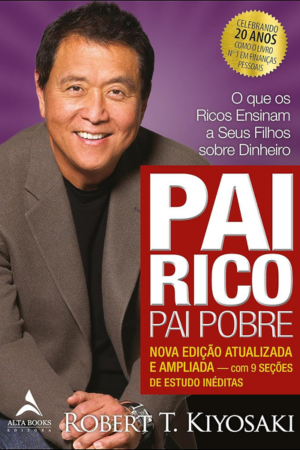 CELEBRANDO
20 ANOS
COMO O LIVRO
Nº 1 EM FINANÇAS
PESSOAIS
O que os
Ricos Ensinam
a Seus Filhos
sobre Dinheiro
PAI
RICO
PAI POBRE
NOVA EDIÇÃO ATUALIZADA
E AMPLIADA — com 9 SEÇÕES
DE ESTUDO INÉDITAS
ALTA BOOKS
EDITORA
ROBERT T. KIYOSAKI